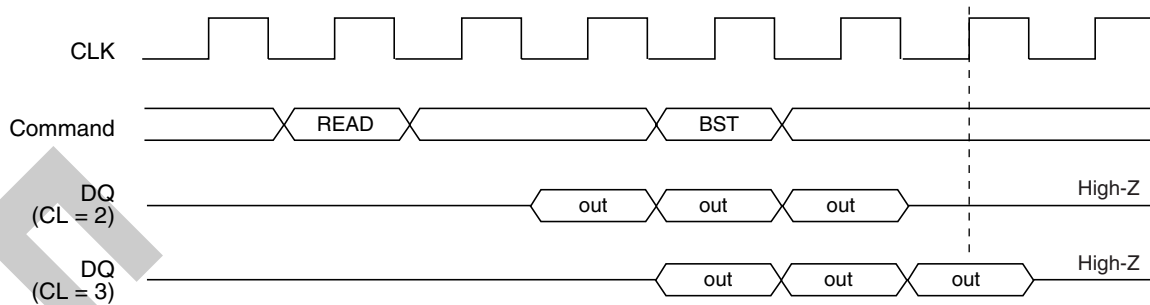 CLK
Command
READ
BST
DQ
(CL = 2)
out
out
out
High-Z
DQ
(CL = 3)
out
out
out
High-Z